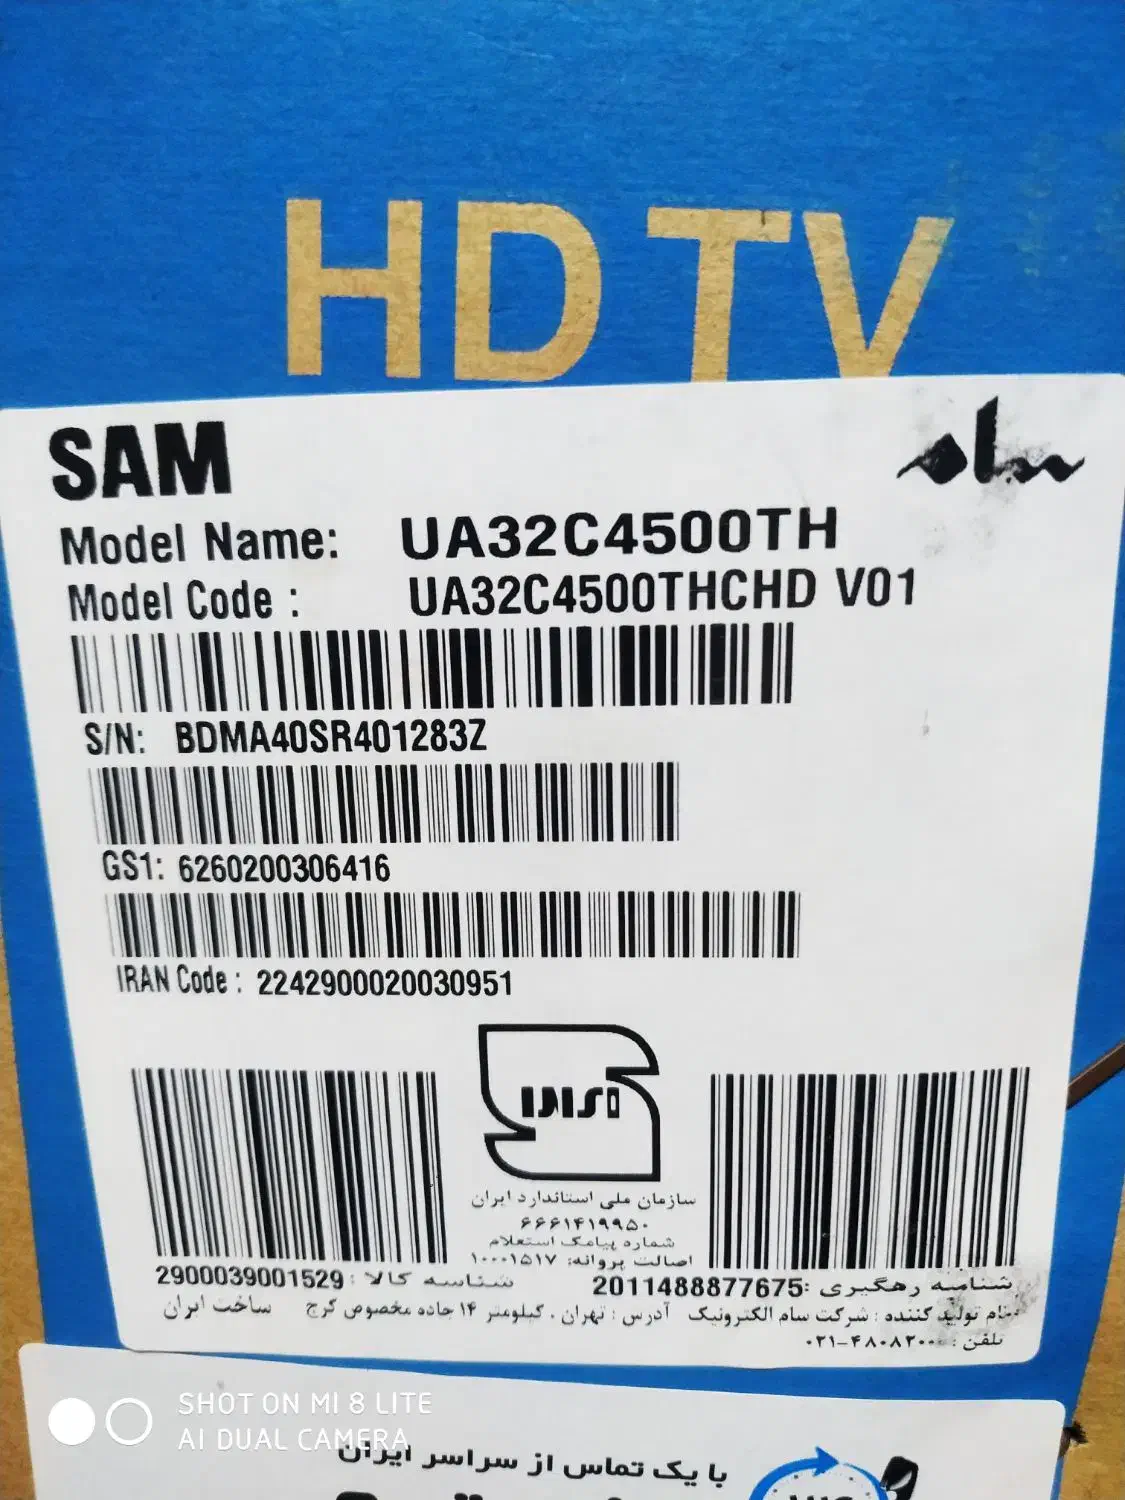 HD TV
SAM
سام
Model Name: UA32C4500TH
Model Code : UA32C4500THCHD V01
S/N: BDMA40SR401283Z
GS1: 6260200306416
IRAN Code : 2242900020030951
سازمان ملی استاندارد ایران
۶۶۶۱۴۱۹۹۵۰
شماره پیامک استعلام
اصالت پروانه: ۱۰۰۰۱۵۱۷
شناسه رهگیری :2011488877675
شناسه کالا :2900039001529
نام تولید کننده : شرکت سام الکترونیک آدرس : تهران ، کیلومتر ۱۴ جاده مخصوص کرج ساخت ایران
تلفن :
با یک تماس از سراسر ایران
SHOT ON MI 8 LITE
AI DUAL CAMERA